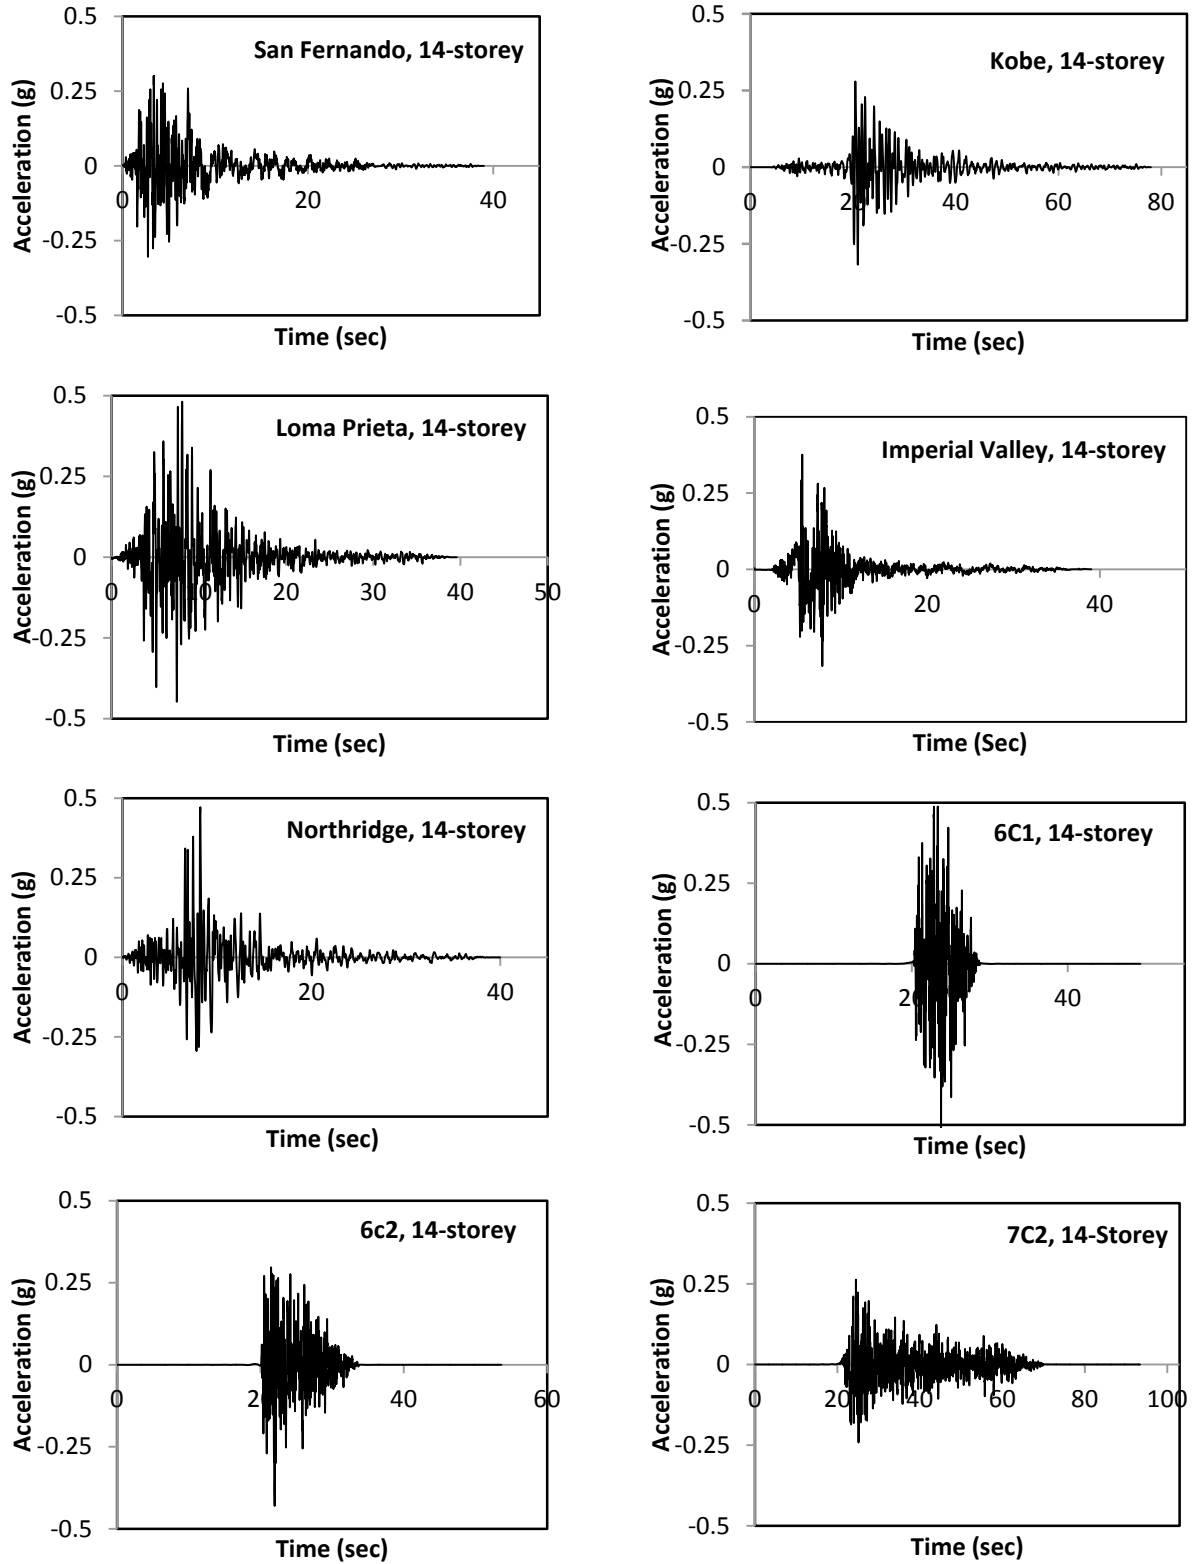 San Fernando, 14-storey
Acceleration (g)
0.5
0.25
0
-0.25
-0.5
0 20 40
Time (sec)
Kobe, 14-storey
Acceleration (g)
0.5
0.25
0
-0.25
-0.5
0 20 40 60 80
Time (sec)
Loma Prieta, 14-storey
Acceleration (g)
0.5
0.25
0
-0.25
-0.5
0 10 20 30 40 50
Time (sec)
Imperial Valley, 14-storey
Acceleration (g)
0.5
0.25
0
-0.25
-0.5
0 20 40
Time (Sec)
Northridge, 14-storey
Acceleration (g)
0.5
0.25
0
-0.25
-0.5
0 20 40
Time (sec)
6C1, 14-storey
Acceleration (g)
0.5
0.25
0
-0.25
-0.5
0 20 40
Time (sec)
6c2, 14-storey
Acceleration (g)
0.5
0.25
0
-0.25
-0.5
0 20 40 60
Time (sec)
7C2, 14-Storey
Acceleration (g)
0.5
0.25
0
-0.25
-0.5
0 20 40 60 80 100
Time (sec)